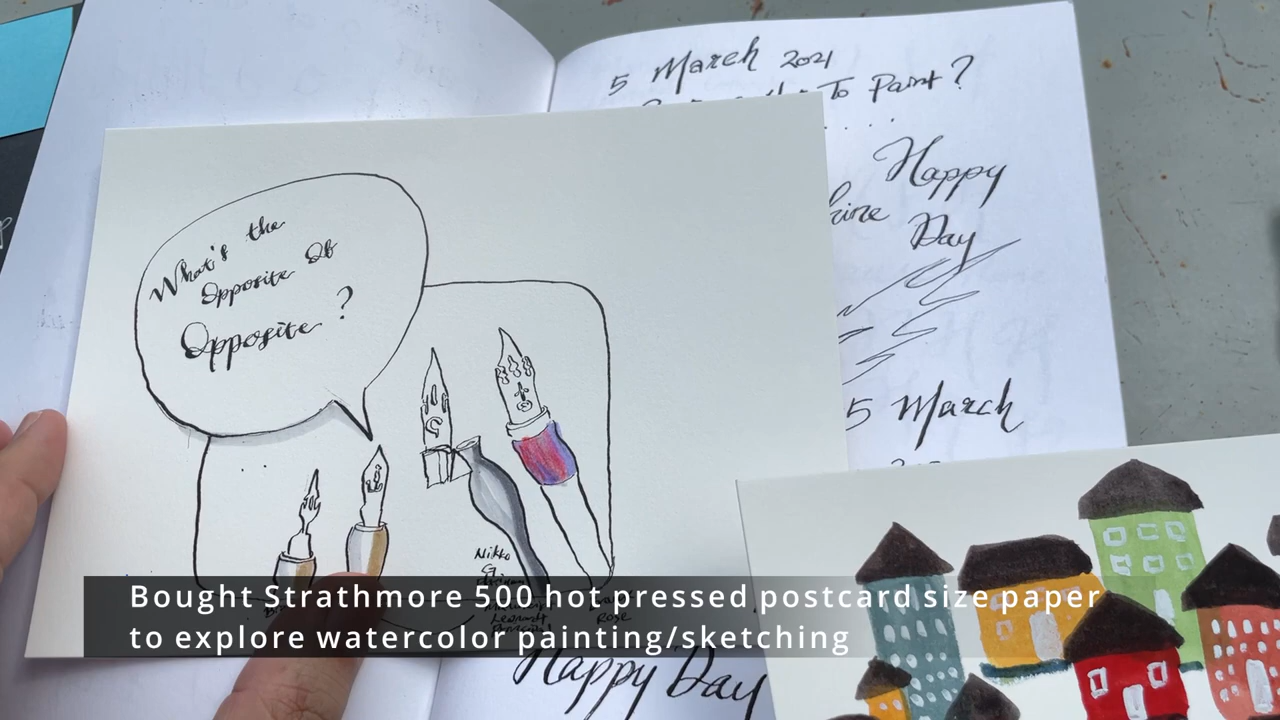 5 March 2021
To Paint?
....
Happy
Day
What's the
Opposite Of
Opposite?
5 March
Nikko
G
Rose
Bought Strathmore 500 hot pressed postcard size paper
to explore watercolor painting/sketching
Happy Day